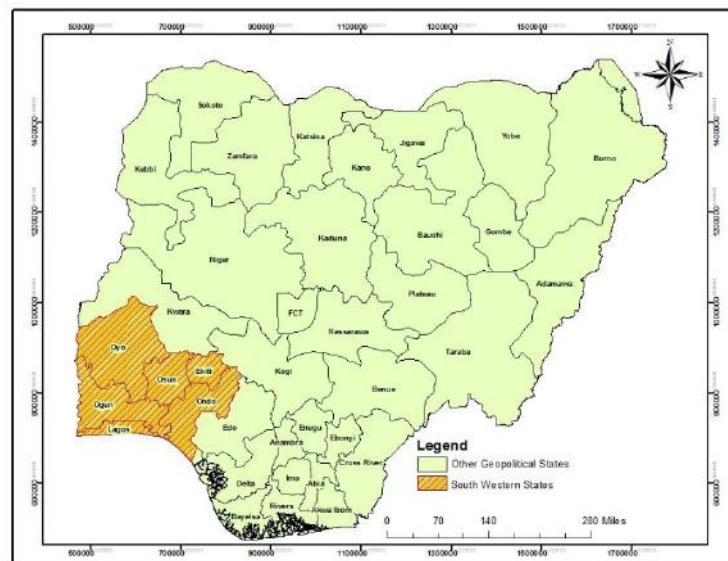 500000 700000 900000 1100000 1300000 1500000 1700000
N
W E
S
Sokoto
Katsina
Yobe
Jigawa
Zamfara
Kano
Borno
Kebbi
Gombe
Bauchi
Kaduna
Niger
Adamawa
Plateau
Kwara
FCT
Nassarawa
Oyo
Taraba
Kogi
Ekiti
Osun
Benue
Ondo
Ogun
Edo
Enugu
Lagos
Anambra
Ebonyi
Legend
Other Geopolitical States
South Western States
Cross River
Imo
Delta
Abia
Rivers
Akwa Ibom
Bayelsa
0 70 140 280 Miles
500000 700000 900000 1100000 1300000 1500000 1700000